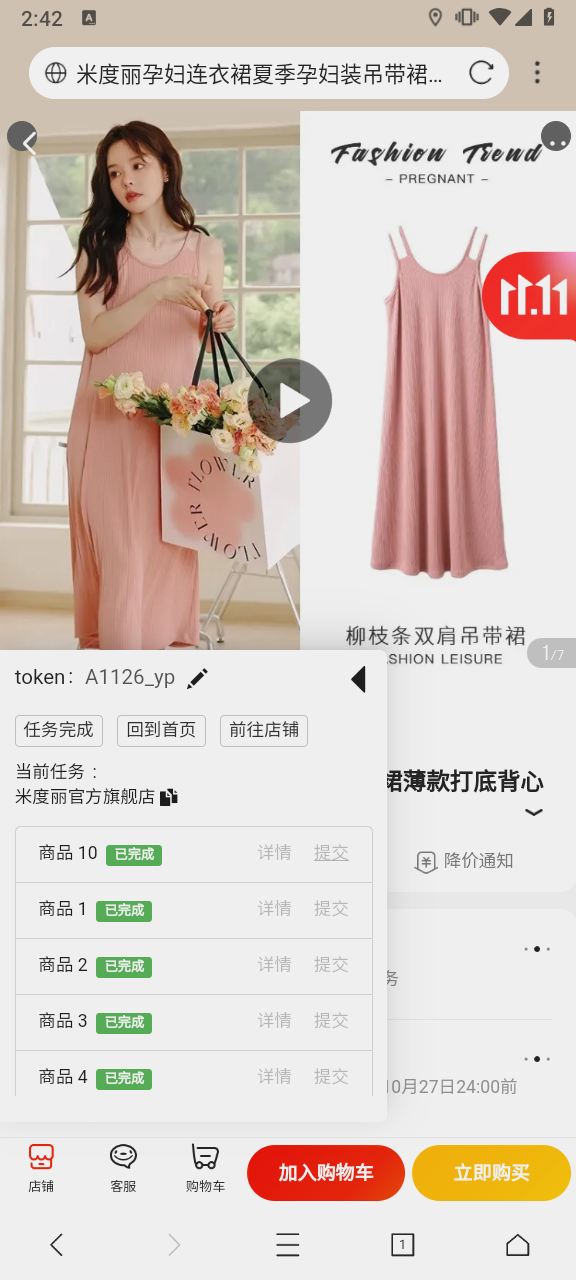 2:42
A
米度丽孕妇连衣裙夏季孕妇装吊带裙...
Fashion Trend
– PREGNANT –
11.11
FLOWER
FLOWER
柳枝条双肩吊带裙
ASHION LEISURE
1/7
token: A1126_yp
任务完成
回到首页
前往店铺
当前任务：
米度丽官方旗舰店
裙薄款打底背心
降价通知
商品 10 已完成 详情 提交
商品 1 已完成 详情 提交
商品 2 已完成 详情 提交
务
商品 3 已完成 详情 提交
商品 4 已完成 详情 提交
10月27日24:00前
店铺
客服
购物车
加入购物车
立即购买
1